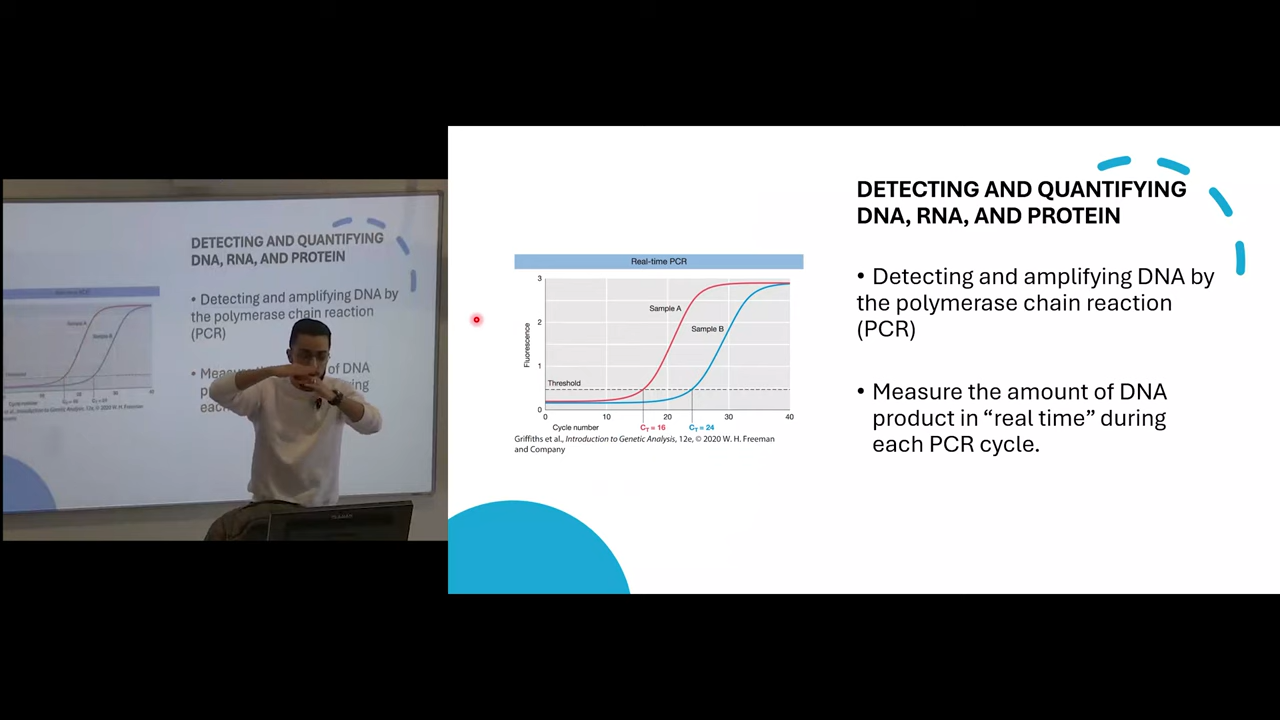 DETECTING AND QUANTIFYING
DNA, RNA, AND PROTEIN
• Detecting and amplifying DNA by
the polymerase chain reaction
(PCR)
• Measure the amount of DNA
product in “real time” during
each PCR cycle.
Real-time PCR
Fluorescence
3
2
1
0
Sample A
Sample B
Threshold
0 10 20 30 40
Cycle number
C_T = 16
C_T = 24
Griffiths et al., Introduction to Genetic Analysis, 12e, © 2020 W. H. Freeman
and Company
DETECTING AND QUANTIFYING
DNA, RNA, AND PROTEIN
• Detecting and amplifying DNA by
the polymerase chain reaction
(PCR)
• of DNA